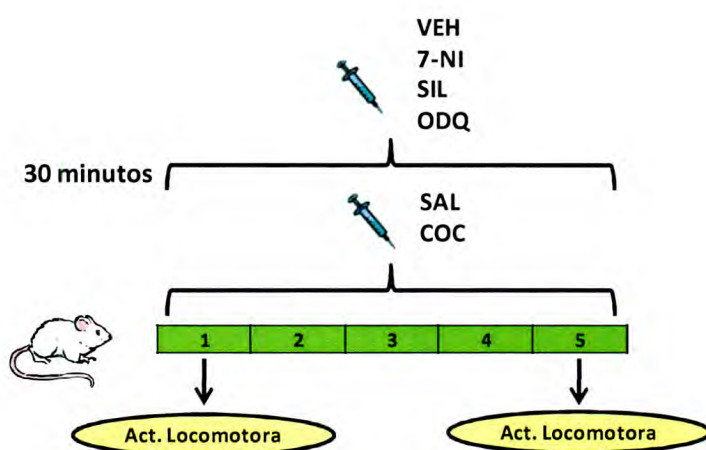 VEH
7-NI
SIL
ODQ
30 minutos
SAL
COC
1 2 3 4 5
Act. Locomotora
Act. Locomotora